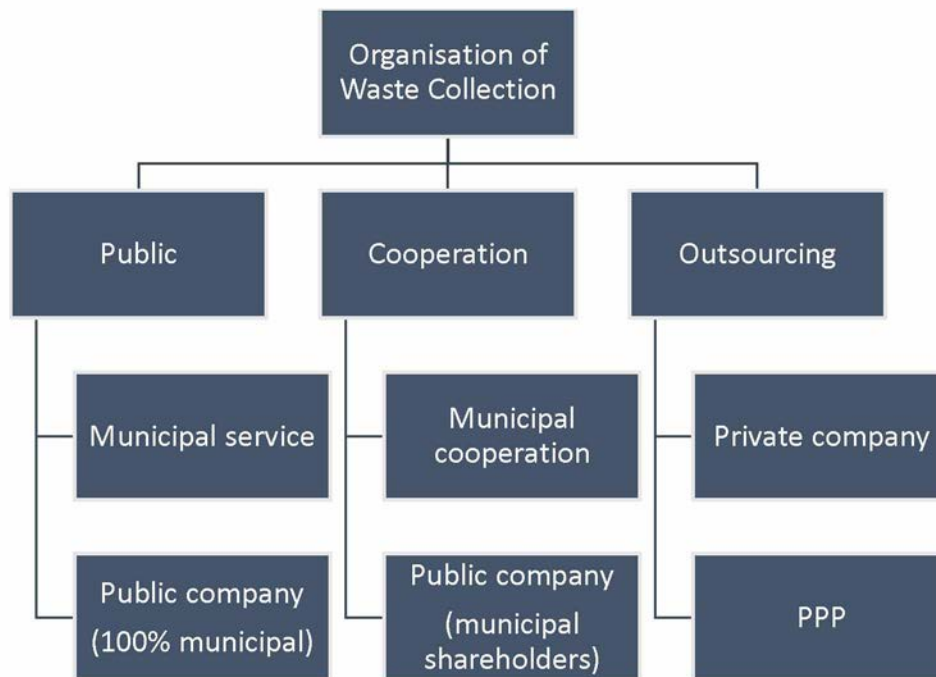 Organisation of
Waste Collection
Public
Cooperation
Outsourcing
Municipal service
Municipal
cooperation
Private company
Public company
(100% municipal)
Public company
(municipal
shareholders)
PPP